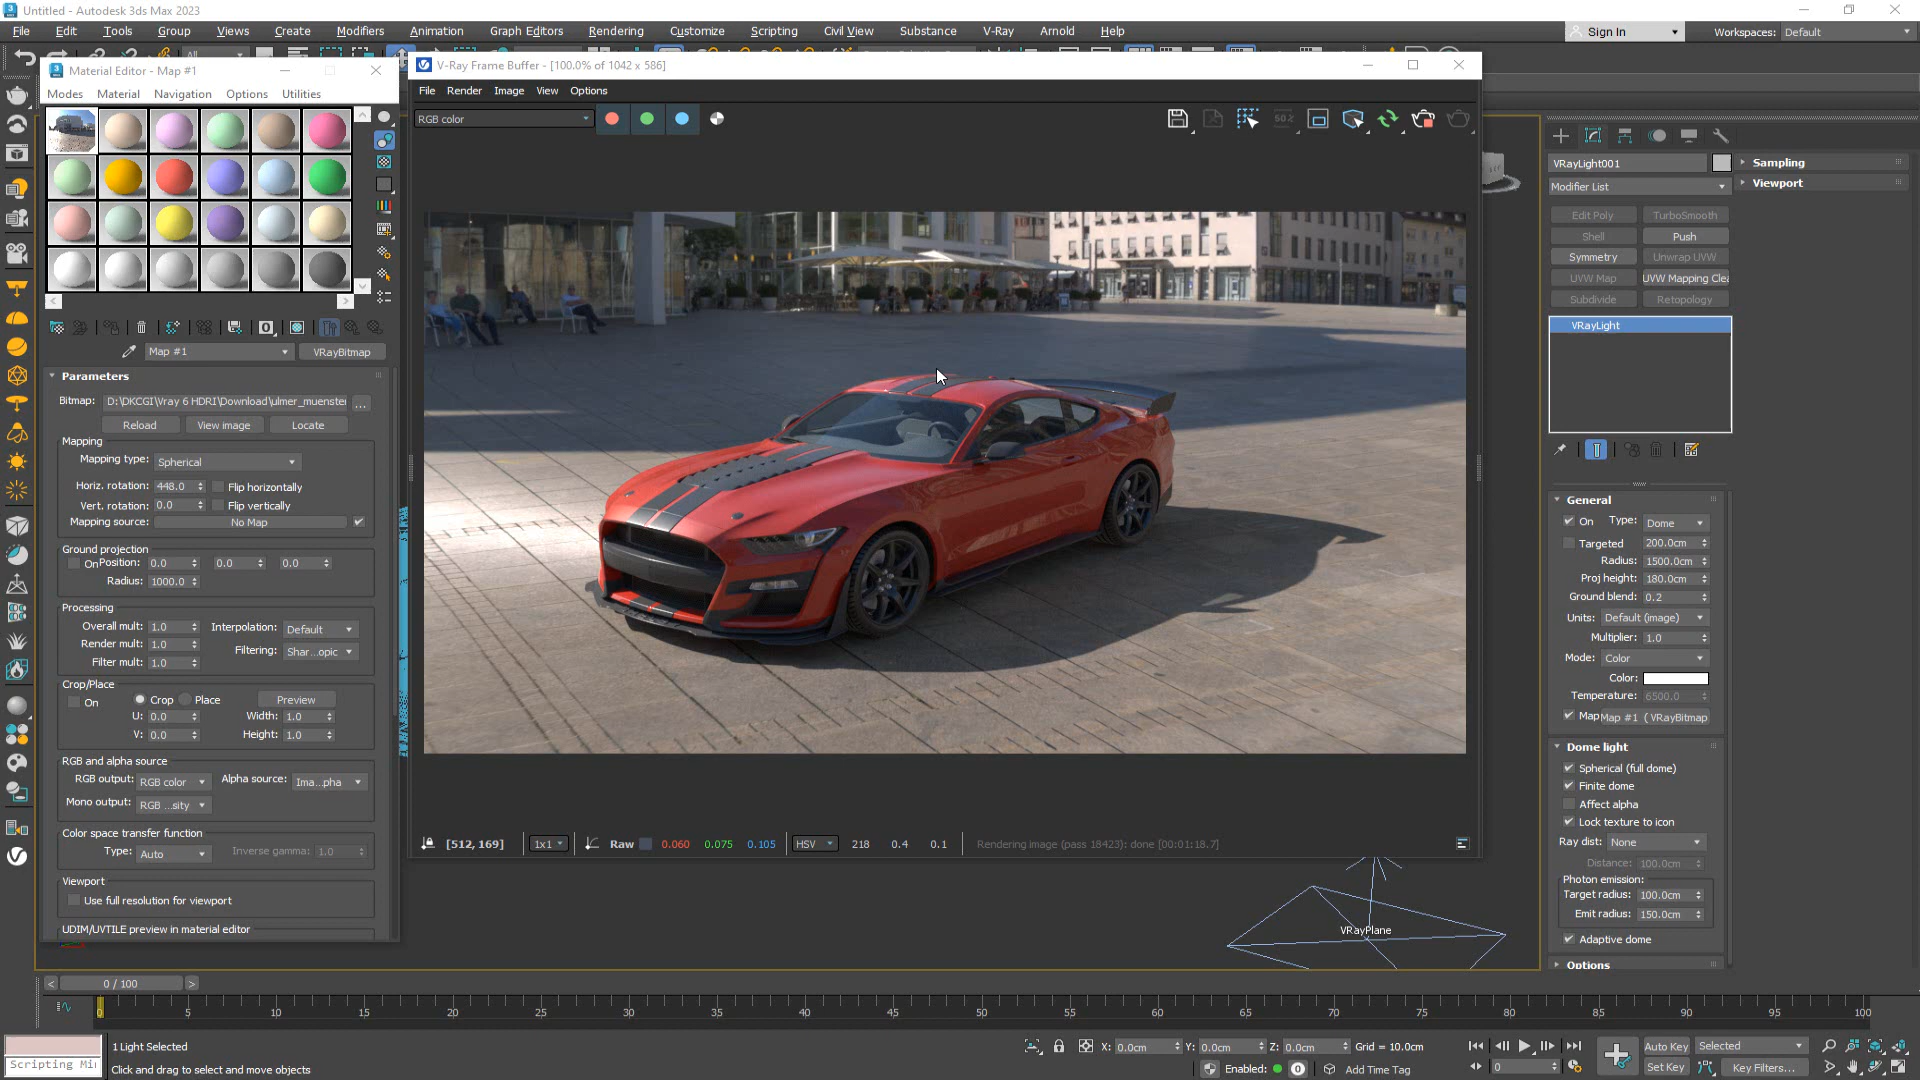 Untitled - Autodesk 3ds Max 2023
File Edit Tools Group Views Create Modifiers Animation Graph Editors Rendering Customize Scripting Civil View Substance V-Ray Arnold Help
Sign In
Workspaces: Default
All
Material Editor - Map #1
Modes Material Navigation Options Utilities
Map #1
VRayBitmap
Parameters
Bitmap: D:\DKCGI\Vray 6 HDRI\Download\ulmer_muenster
...
Reload View image Locate
Mapping
Mapping type: Spherical
Horiz. rotation: 448.0 Flip horizontally
Vert. rotation: 0.0 Flip vertically
Mapping source: No Map
Ground projection
On Position: 0.0 0.0 0.0
Radius: 1000.0
Processing
Overall mult: 1.0 Interpolation: Default
Render mult: 1.0
Filtering: Shar...opic
Filter mult: 1.0
Crop/Place
On Crop Place Preview
U: 0.0 Width: 1.0
V: 0.0 Height: 1.0
RGB and alpha source
RGB output: RGB color Alpha source: Ima...pha
Mono output: RGB ...sity
Color space transfer function
Type: Auto Inverse gamma: 1.0
Viewport
Use full resolution for viewport
UDIM/UVTILE preview in material editor
V-Ray Frame Buffer - [100.0% of 1042 x 586]
File Render Image View Options
RGB color
50%
[512, 169] 1x1 Raw 0.060 0.075 0.105 HSV 218 0.4 0.1 Rendering image (pass 18423): done [00:01:18.7]
VRayPlane
VRayLight001
Modifier List
Edit Poly TurboSmooth
Shell Push
Symmetry Unwrap UVW
UVW Map UVW Mapping Clea
Subdivide Retopology
VRayLight
General
On Type: Dome
Targeted 200.0cm
Radius: 1500.0cm
Proj height: 180.0cm
Ground blend: 0.2
Units: Default (image)
Multiplier: 1.0
Mode: Color
Color:
Temperature: 6500.0
Map Map #1 ( VRayBitmap
Dome light
Spherical (full dome)
Finite dome
Affect alpha
Lock texture to icon
Ray dist: None
Distance: 100.0cm
Photon emission:
Target radius: 100.0cm
Emit radius: 150.0cm
Adaptive dome
Options
Sampling
Viewport
< 0 / 100 >
0 5 10 15 20 25 30 35 40 45 50 55 60 65 70 75 80 85 90 95 100
1 Light Selected
Scripting Mi
Click and drag to select and move objects
X: 0.0cm Y: 0.0cm Z: 0.0cm Grid = 10.0cm
Enabled: 0 Add Time Tag
0
Auto Key Selected
Set Key Key Filters...